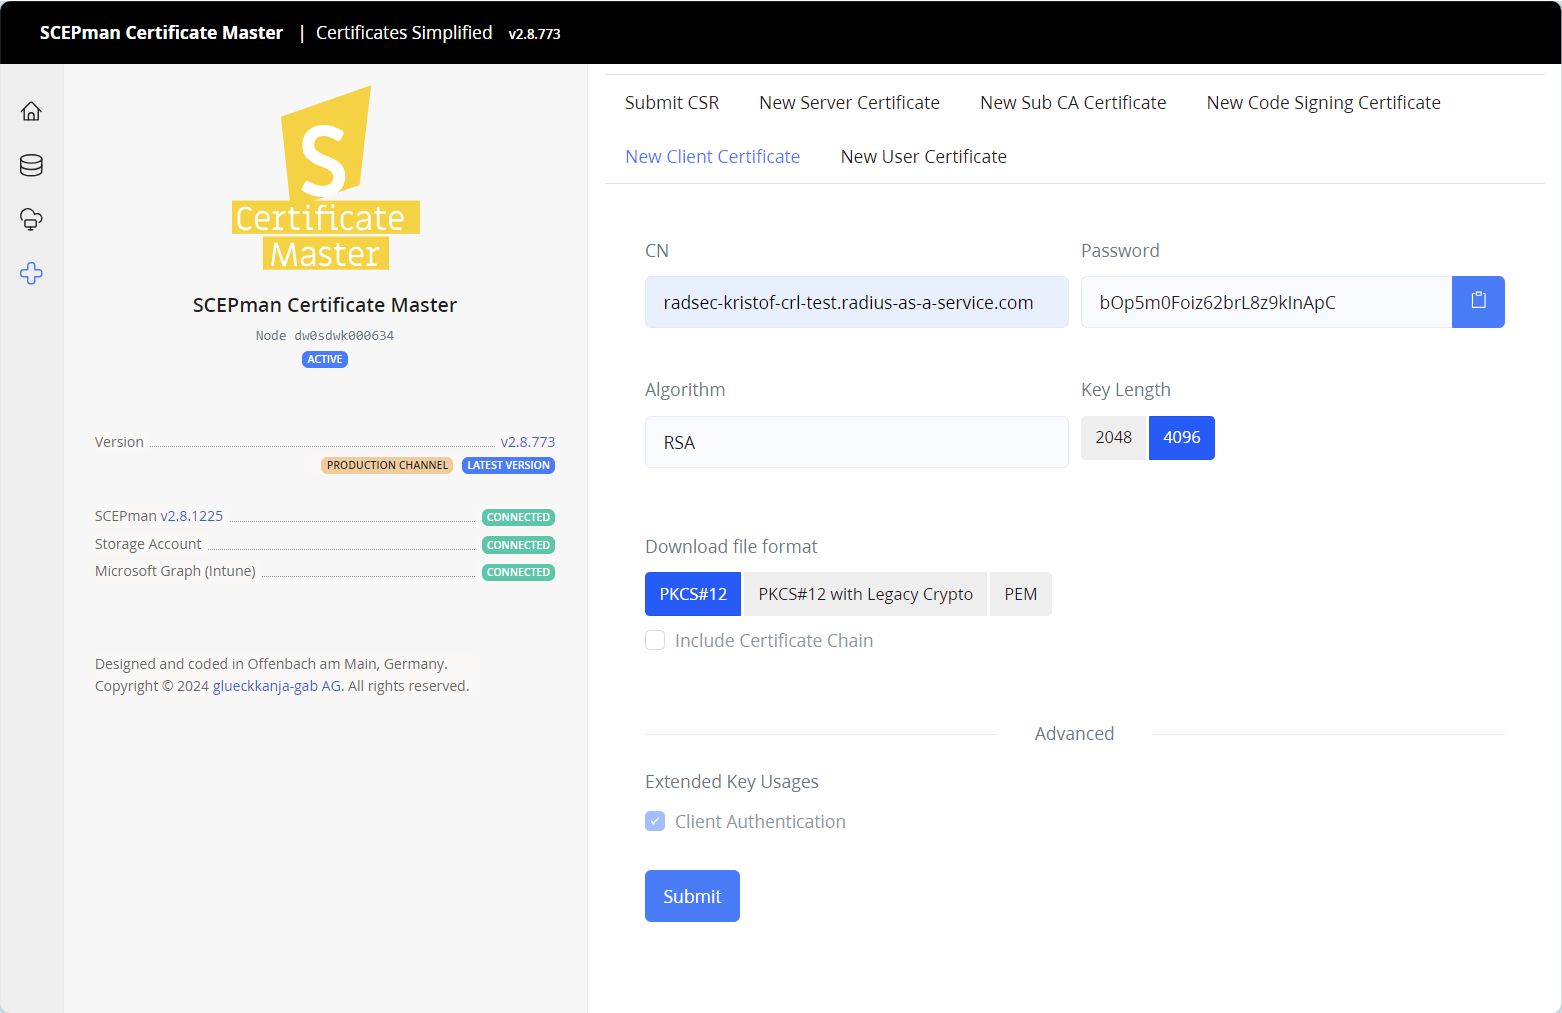 SCEPman Certificate Master | Certificates Simplified v2.8.773
S
Certificate
Master
SCEPman Certificate Master
Node dw0sdwk000634
ACTIVE
Version v2.8.773
PRODUCTION CHANNEL LATEST VERSION
SCEPman v2.8.1225 CONNECTED
Storage Account CONNECTED
Microsoft Graph (Intune) CONNECTED
Designed and coded in Offenbach am Main, Germany.
Copyright © 2024 glueckkanja-gab AG. All rights reserved.
Submit CSR New Server Certificate New Sub CA Certificate New Code Signing Certificate
New Client Certificate New User Certificate
CN Password
radsec-kristof-crl-test.radius-as-a-service.com bOp5m0Foiz62brL8z9kInApC
Algorithm Key Length
RSA 2048 4096
Download file format
PKCS#12 PKCS#12 with Legacy Crypto PEM
Include Certificate Chain
Advanced
Extended Key Usages
Client Authentication
Submit